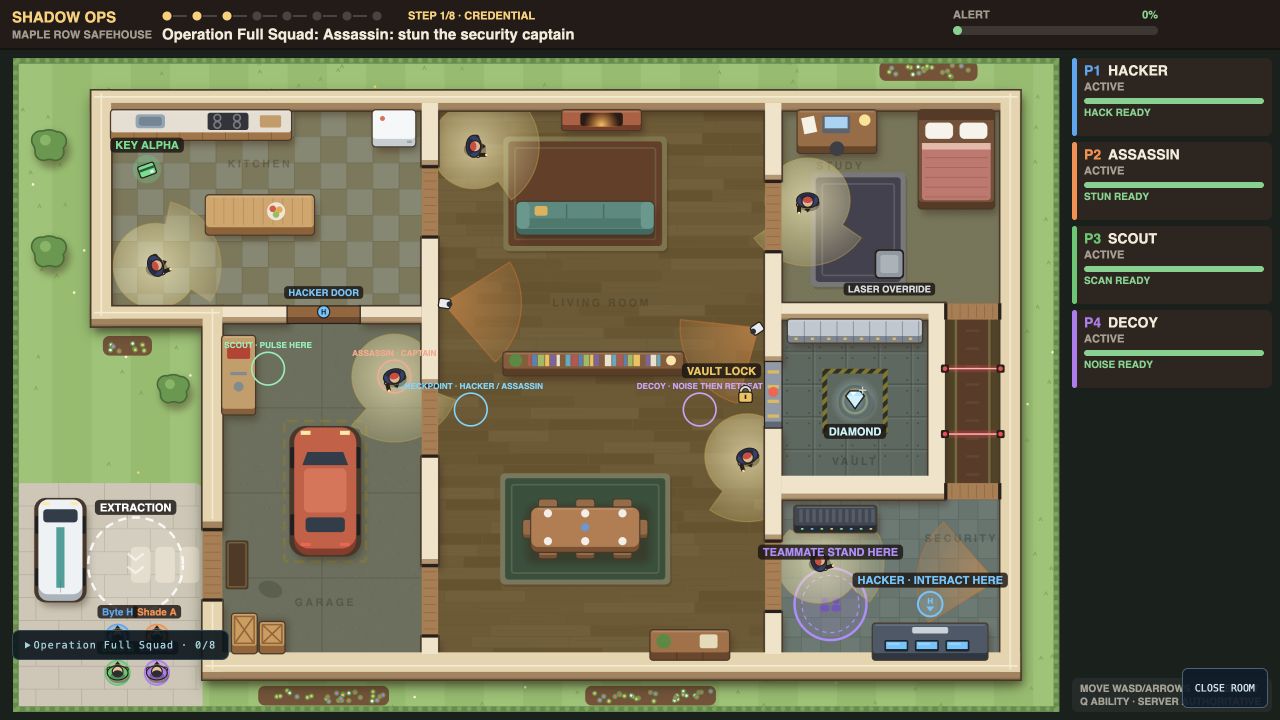 SHADOW OPS
MAPLE ROW SAFEHOUSE
STEP 1/8 · CREDENTIAL
Operation Full Squad: Assassin: stun the security captain
ALERT
0%
P1 HACKER
ACTIVE
HACK READY
P2 ASSASSIN
ACTIVE
STUN READY
P3 SCOUT
ACTIVE
SCAN READY
P4 DECOY
ACTIVE
NOISE READY
KEY ALPHA
KITCHEN
STUDY
HACKER DOOR
H
LASER OVERRIDE
LIVING ROOM
SCOUT · PULSE HERE
ASSASSIN · CAPTAIN
CHECKPOINT · HACKER / ASSASSIN
VAULT LOCK
DECOY · NOISE THEN RETREAT
DIAMOND
VAULT
EXTRACTION
SECURITY
TEAMMATE STAND HERE
HACKER · INTERACT HERE
H
GARAGE
Byte H
Shade A
Operation Full Squad · 0/8
MOVE WASD/ARROWS
Q ABILITY · SERVER AUTHORITATIVE
CLOSE ROOM